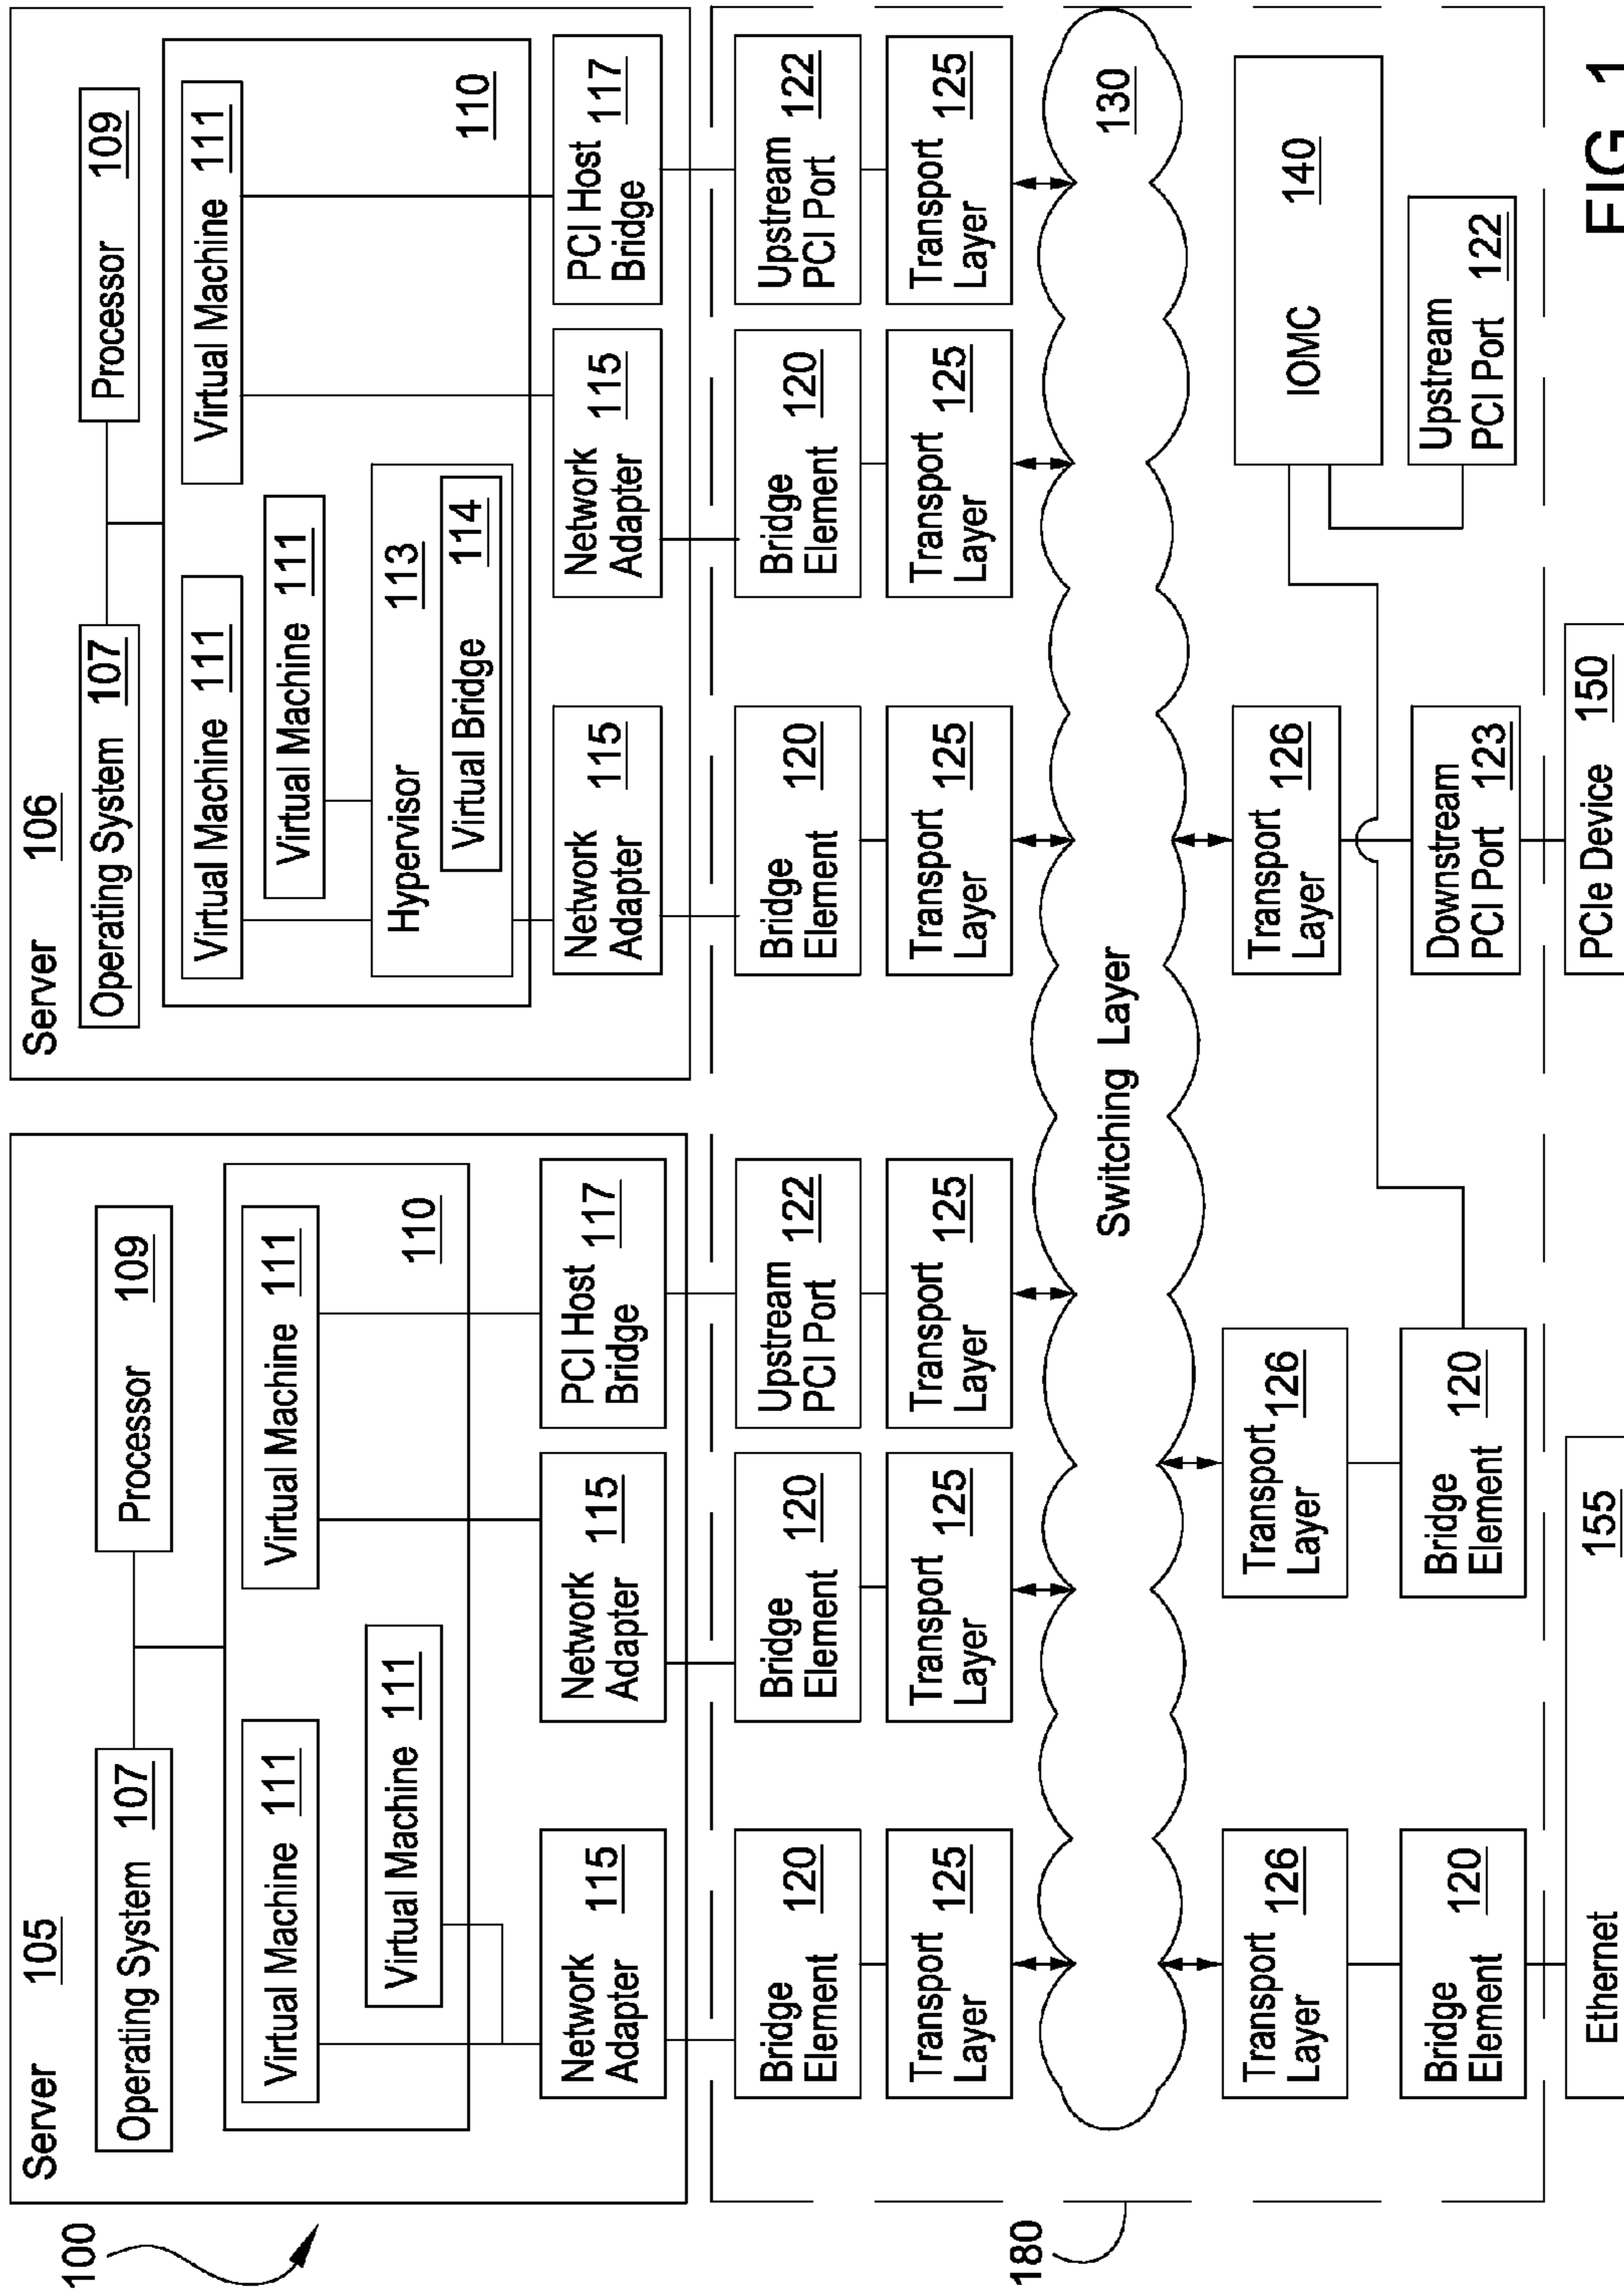 100
Server 105
Operating System 107
Processor 109
Virtual Machine 111
Virtual Machine 111
Virtual Machine 111
110
Network
Adapter 115
Network
Adapter 115
PCI Host
Bridge 117
Server 106
Operating System 107
Processor 109
Virtual Machine 111
Virtual Machine 111
Virtual Machine 111
Hypervisor 113
Virtual Bridge 114
110
Network
Adapter 115
Network
Adapter 115
PCI Host
Bridge 117
180
Bridge
Element 120
Bridge
Element 120
Upstream
PCI Port 122
Bridge
Element 120
Bridge
Element 120
Upstream
PCI Port 122
Transport
Layer 125
Transport
Layer 125
Transport
Layer 125
Transport
Layer 125
Transport
Layer 125
Transport
Layer 125
Switching Layer 130
Transport
Layer 126
Transport
Layer 126
Transport
Layer 126
IOMC 140
Bridge
Element 120
Bridge
Element 120
Downstream
PCI Port 123
Upstream
PCI Port 122
Ethernet 155
PCIe Device 150
FIG. 1